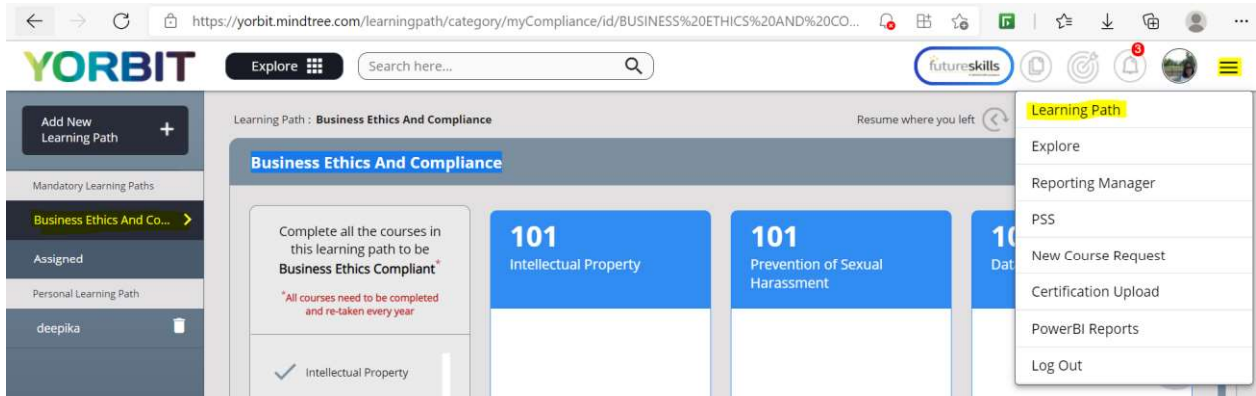 https://yorbit.mindtree.com/learningpath/category/myCompliance/id/BUSINESS%20ETHICS%20AND%20CO...
YORBIT
Explore
Search here...
futureskills
3
Add New
Learning Path
+
Mandatory Learning Paths
Business Ethics And Co...
Assigned
Personal Learning Path
deepika
Learning Path : Business Ethics And Compliance
Resume where you left
Business Ethics And Compliance
Complete all the courses in
this learning path to be
Business Ethics Compliant*
*All courses need to be completed
and re-taken every year
Intellectual Property
101
Intellectual Property
101
Prevention of Sexual
Harassment
10
Dat
Learning Path
Explore
Reporting Manager
PSS
New Course Request
Certification Upload
PowerBI Reports
Log Out